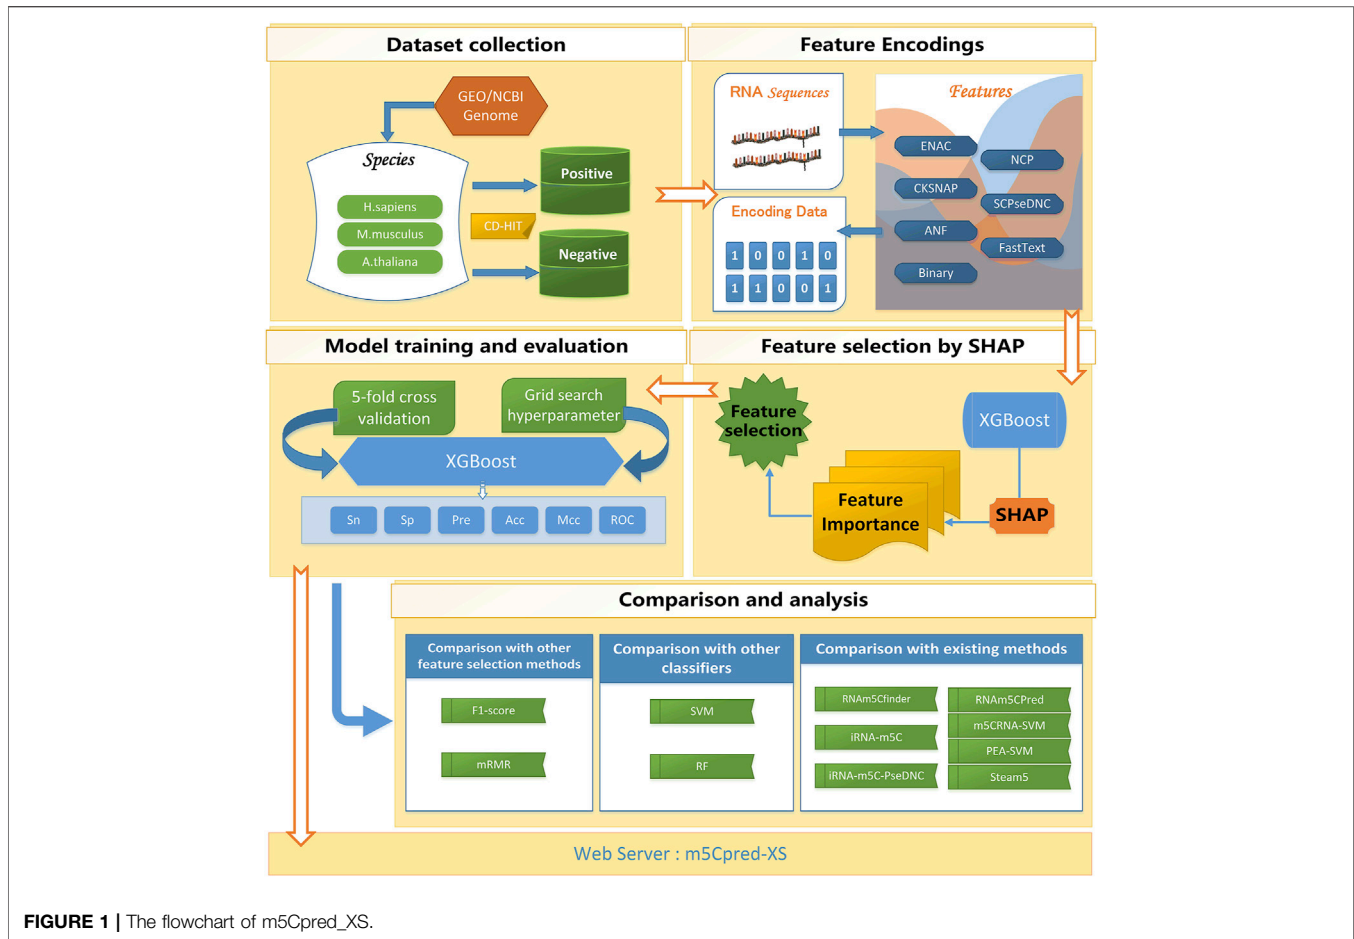 Dataset collection
GEO/NCBI
Genome
Species
H.sapiens
M.musculus
A.thaliana
CD-HIT
Positive
Negative
Feature Encodings
RNA Sequences
Encoding Data
1 0 0 1 0
1 1 0 0 1
Features
ENAC
NCP
CKSNAP
SCPseDNC
ANF
FastText
Binary
Model training and evaluation
5-fold cross
validation
Grid search
hyperparameter
XGBoost
Sn Sp Pre Acc Mcc ROC
Feature selection by SHAP
Feature
selection
XGBoost
Feature
Importance
SHAP
Comparison and analysis
Comparison with other
feature selection methods
F1-score
mRMR
Comparison with other
classifiers
SVM
RF
Comparison with existing methods
RNAm5Cfinder
iRNA-m5C
iRNA-m5C-PseDNC
RNAm5CPred
m5CRNA-SVM
PEA-SVM
Steam5
Web Server : m5Cpred-XS
FIGURE 1 | The flowchart of m5Cpred_XS.